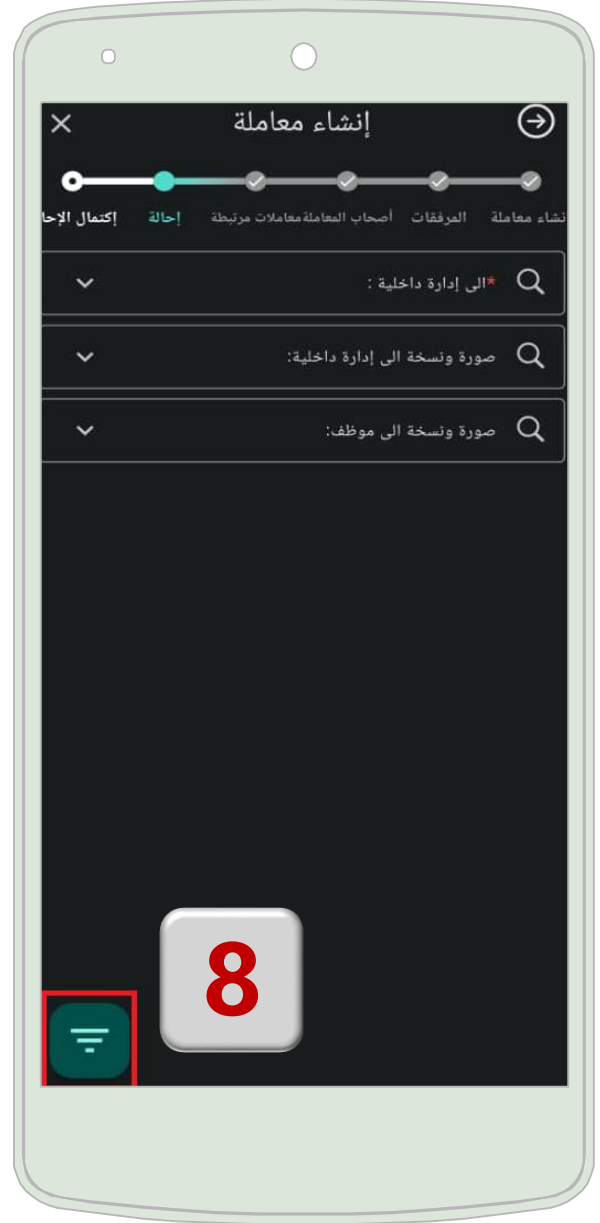 إنشاء معاملة
نشاء معاملة المرفقات أصحاب المعاملة معاملات مرتبطة إحالة إكتمال الإحا
*الى إدارة داخلية :
صورة ونسخة الى إدارة داخلية:
صورة ونسخة الى موظف:
8